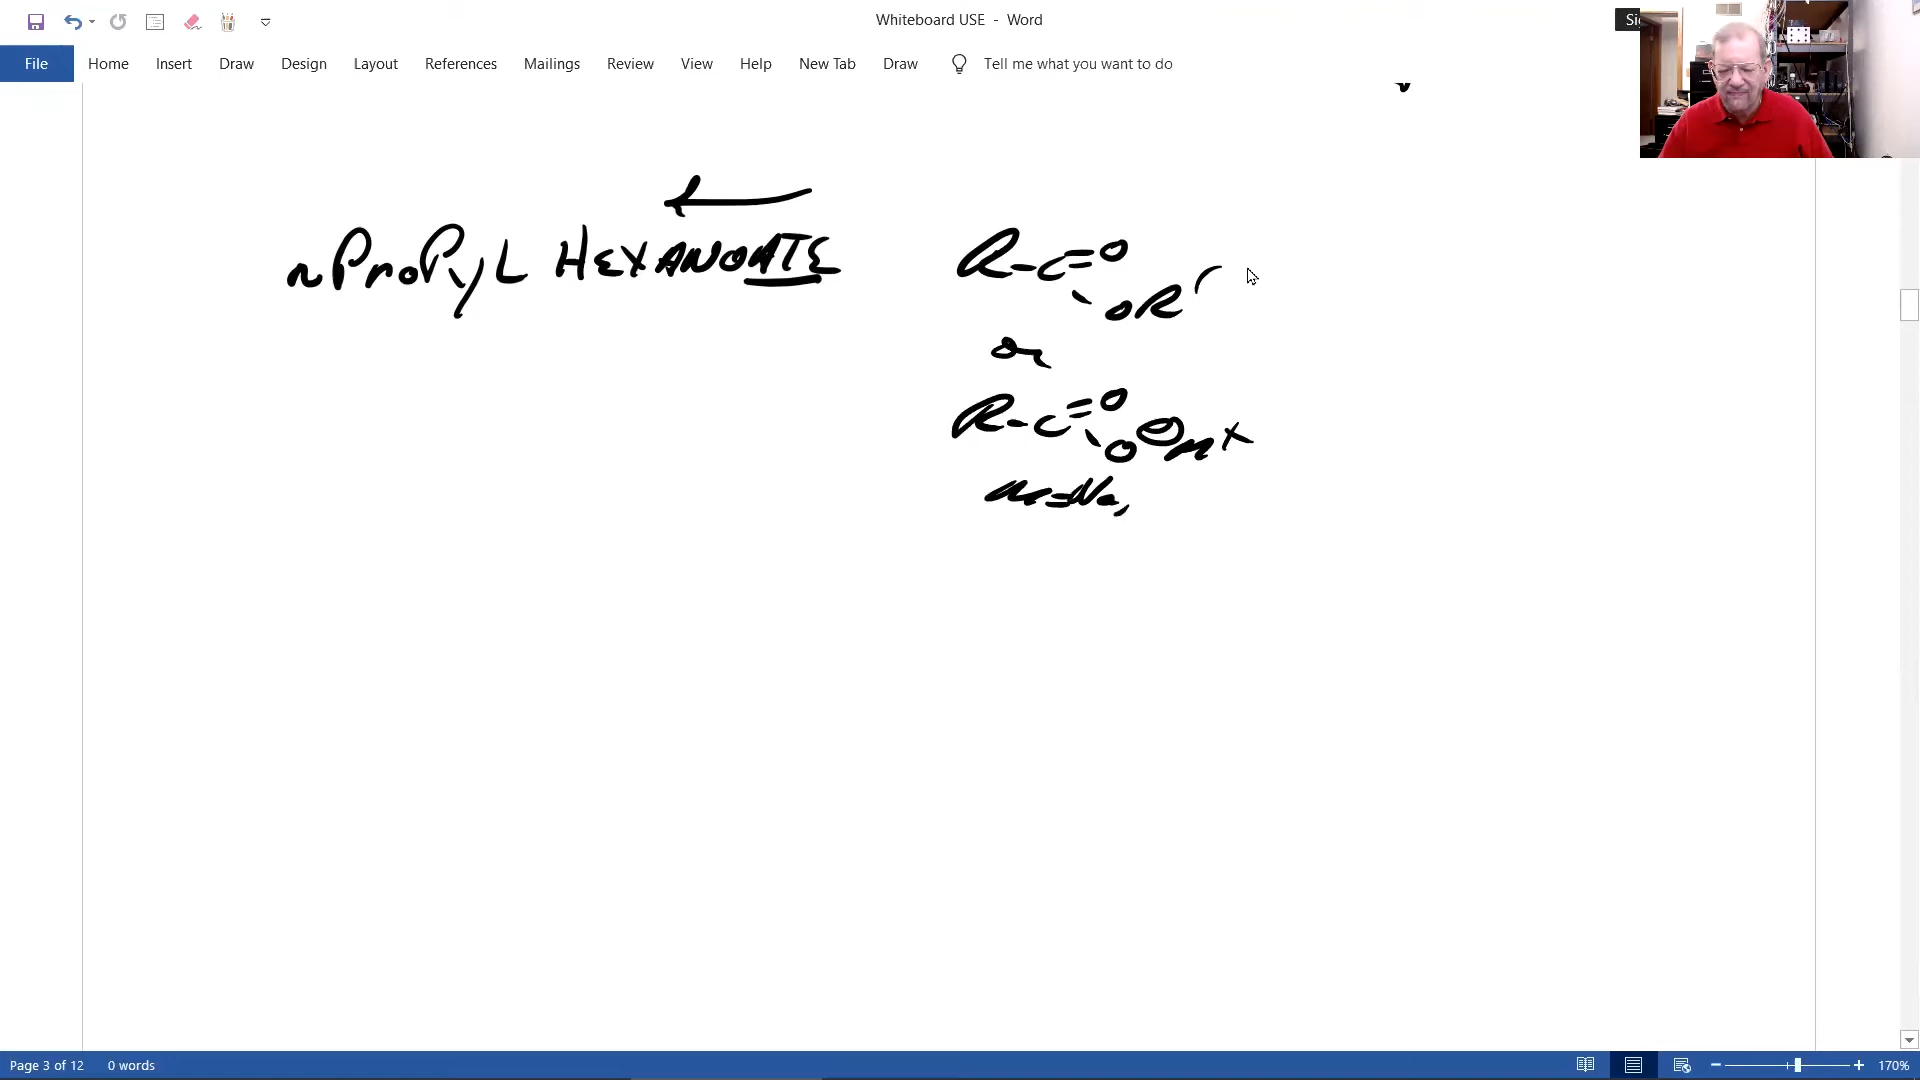 Whiteboard USE - Word
File Home Insert Draw Design Layout References Mailings Review View Help New Tab Draw Tell me what you want to do
nPrOPyL HEXANOATE
R-C=O
OR'
or
R-C=O
O⊖M+
M=Na,
Page 3 of 12 0 words
170%